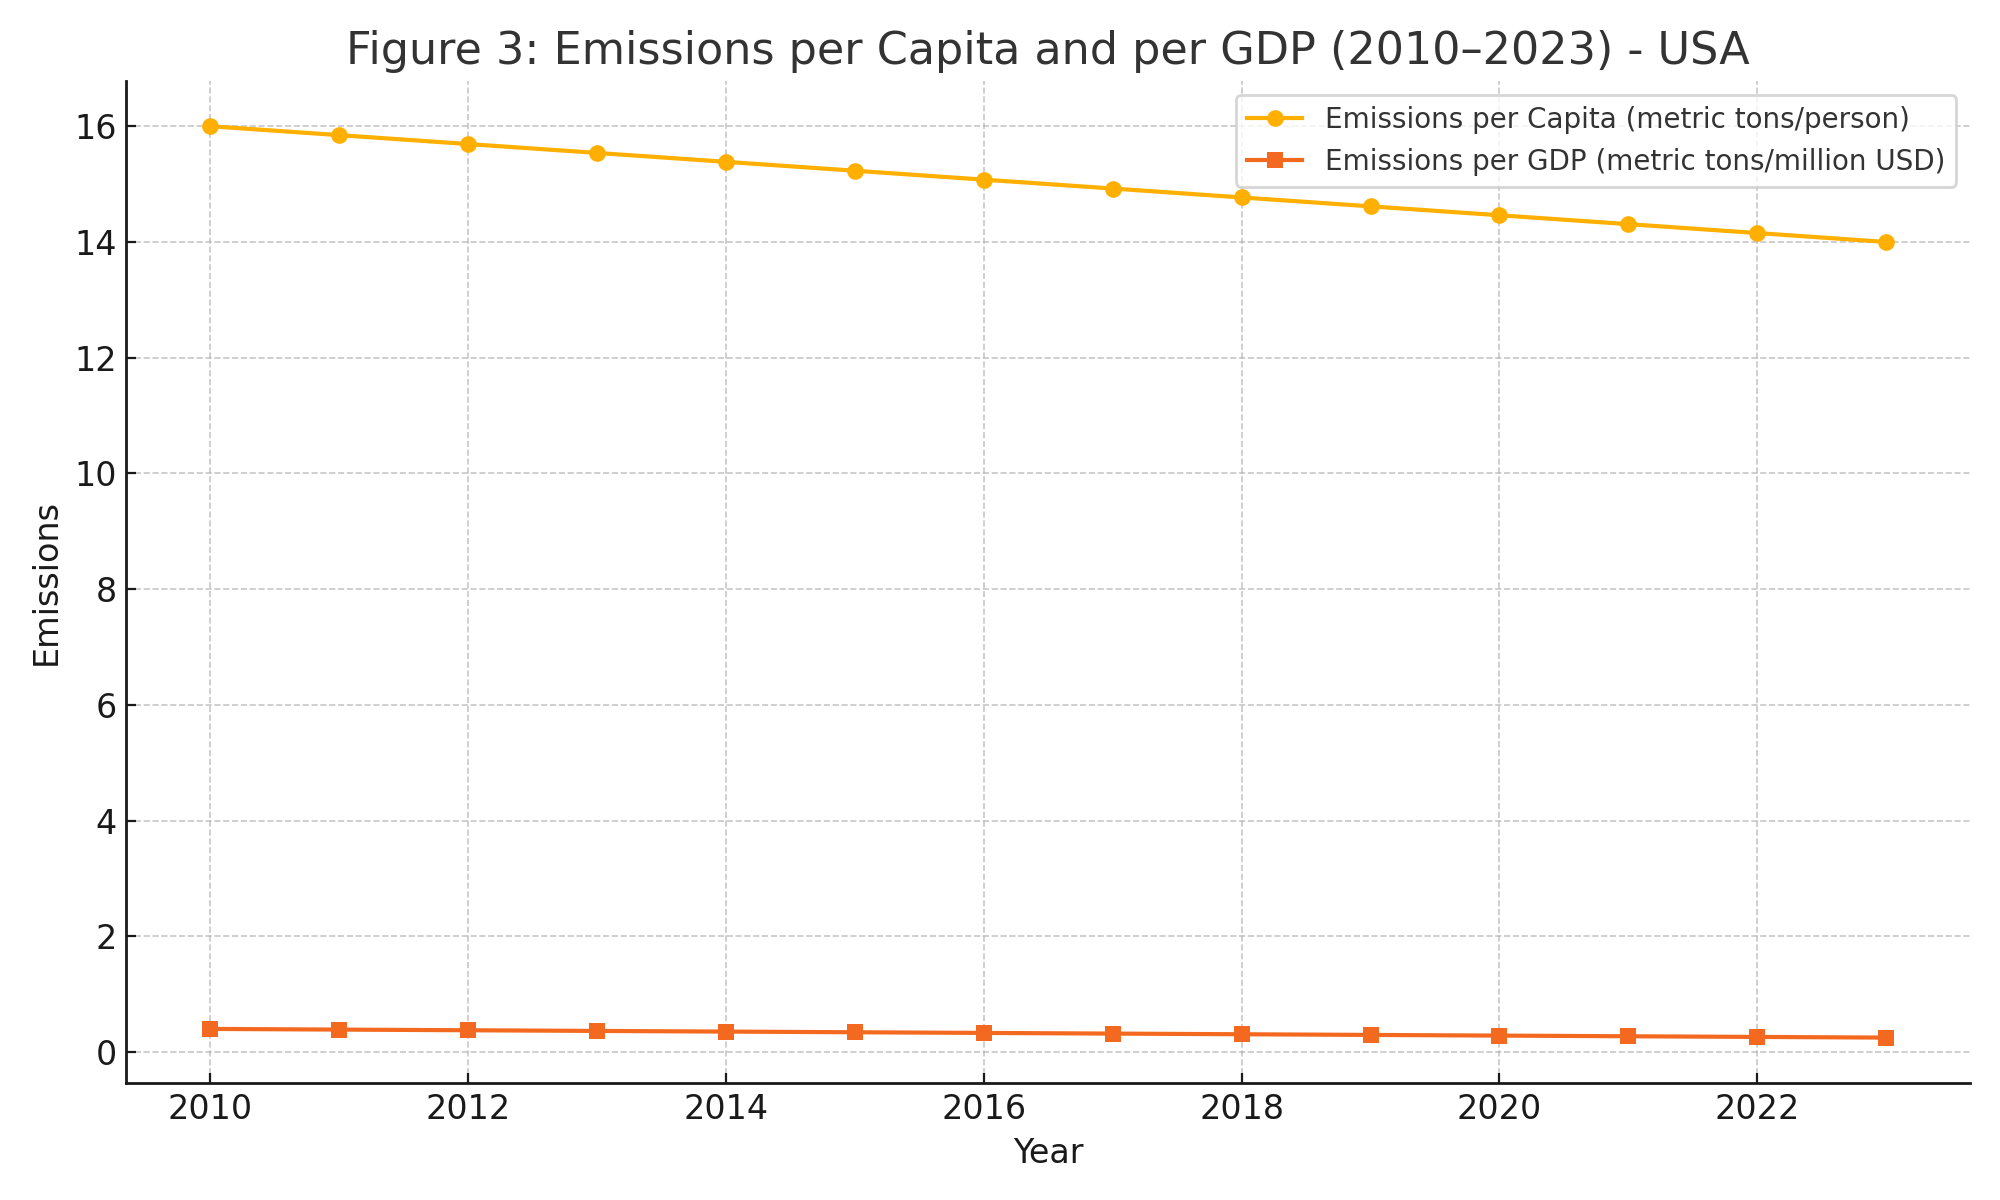 Figure 3: Emissions per Capita and per GDP (2010–2023) - USA
Emissions per Capita (metric tons/person)
Emissions per GDP (metric tons/million USD)
16
14
12
10
8
6
4
2
0
Emissions
2010 2012 2014 2016 2018 2020 2022
Year